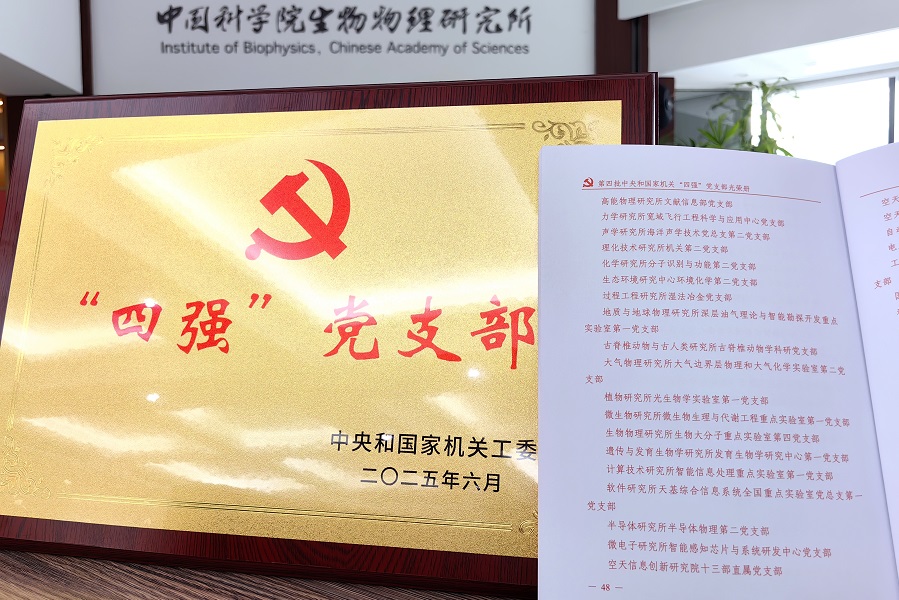 中国科学院生物物理研究所
Institute of Biophysics, Chinese Academy of Sciences
“四强”党支部
中央和国家机关工委
二〇二五年六月
第四批中央和国家机关“四强”党支部光荣册
高能物理研究所文献信息部党支部
力学研究所宽域飞行工程科学与应用中心党支部
声学研究所海洋声学技术党总支第二党支部
理化技术研究所机关第二党支部
化学研究所分子识别与功能第二党支部
生态环境研究中心环境化学第二党支部
过程工程研究所湿法冶金党支部
地质与地球物理研究所深层油气理论与智能勘探开发重点
实验室第一党支部
古脊椎动物与古人类研究所古脊椎动物学科研党支部
大气物理研究所大气边界层物理和大气化学实验室第二党
支部
植物研究所光生物学实验室第一党支部
微生物研究所微生物生理与代谢工程重点实验室第一党支部
生物物理研究所生物大分子重点实验室第四党支部
遗传与发育生物学研究所发育生物学研究中心第一党支部
计算技术研究所智能信息处理重点实验室第一党支部
软件研究所天基综合信息系统全国重点实验室党总支第一
党支部
半导体研究所半导体物理第二党支部
微电子研究所智能感知芯片与系统研发中心党支部
空天信息创新研究院十三部直属党支部
— 48 —
空天
空天
自动
电
工
支部